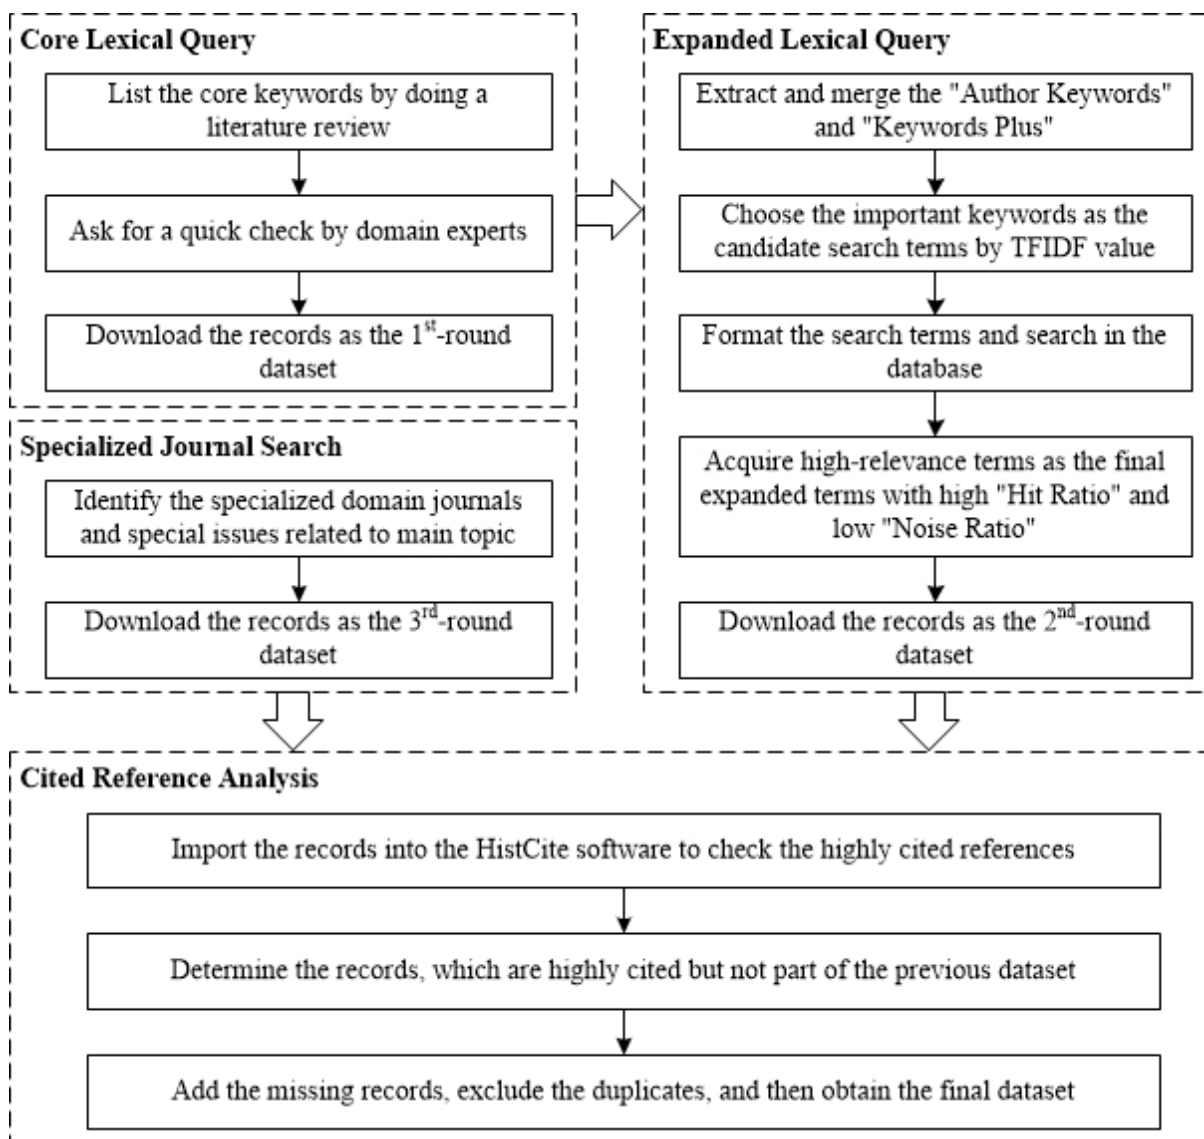 Core Lexical Query
List the core keywords by doing a
literature review
Ask for a quick check by domain experts
Download the records as the 1st-round
dataset
Specialized Journal Search
Identify the specialized domain journals
and special issues related to main topic
Download the records as the 3rd-round
dataset
Expanded Lexical Query
Extract and merge the "Author Keywords"
and "Keywords Plus"
Choose the important keywords as the
candidate search terms by TFIDF value
Format the search terms and search in the
database
Acquire high-relevance terms as the final
expanded terms with high "Hit Ratio" and
low "Noise Ratio"
Download the records as the 2nd-round
dataset
Cited Reference Analysis
Import the records into the HistCite software to check the highly cited references
Determine the records, which are highly cited but not part of the previous dataset
Add the missing records, exclude the duplicates, and then obtain the final dataset